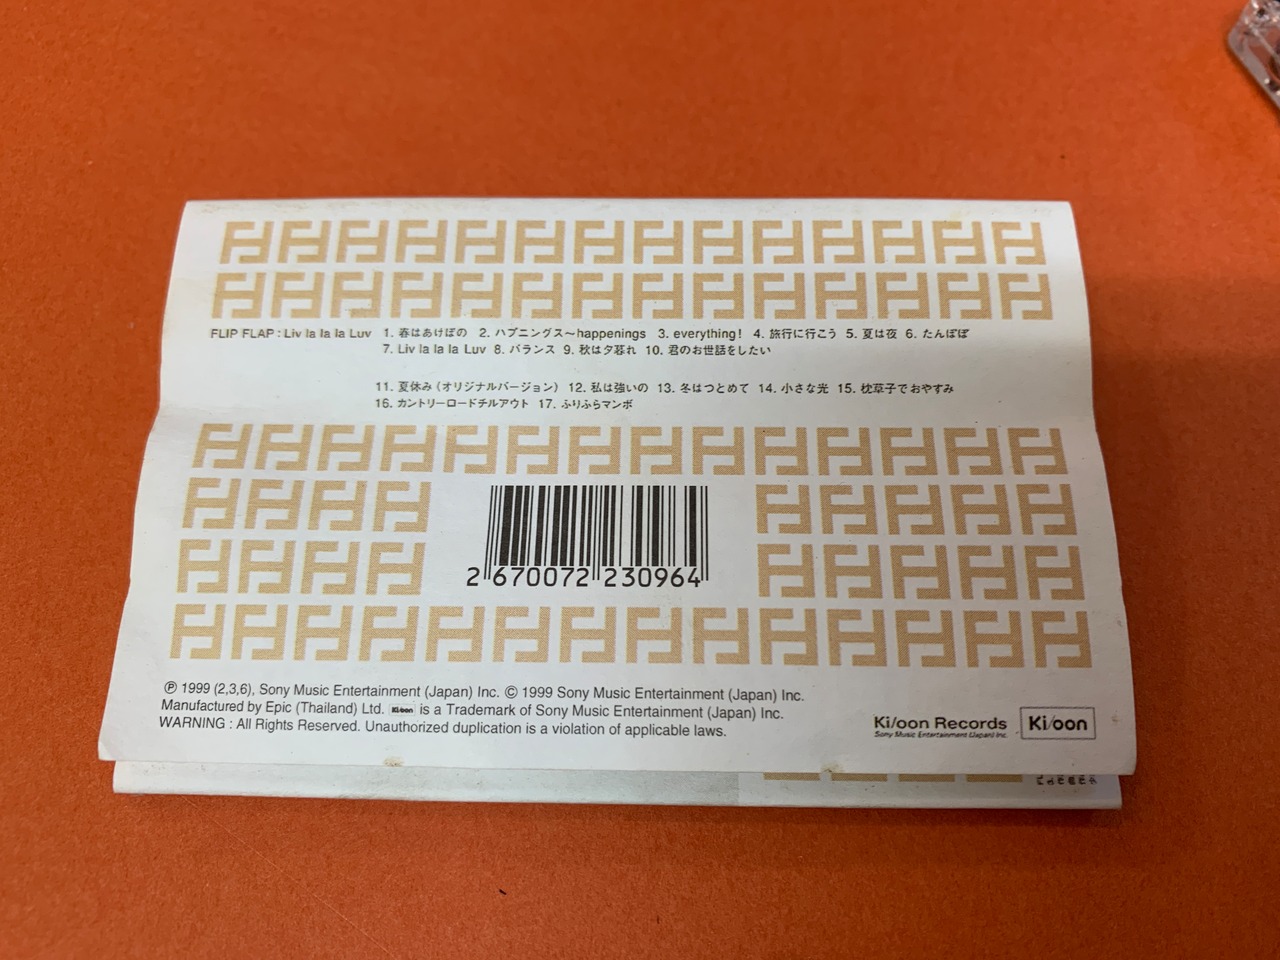 FLIP FLAP : Liv la la la Luv 1. 春はあけぼの 2. ハプニングス〜happenings 3. everything! 4. 旅行に行こう 5. 夏は夜 6. たんぽぽ
7. Liv la la la Luv 8. バランス 9. 秋は夕暮れ 10. 君のお世話をしたい
11. 夏休み (オリジナルバージョン) 12. 私は強いの 13. 冬はつとめて 14. 小さな光 15. 枕草子でおやすみ
16. カントリーロードチルアウト 17. ふりふらマンボ
2 670072 230964
℗ 1999 (2,3,6), Sony Music Entertainment (Japan) Inc. © 1999 Sony Music Entertainment (Japan) Inc.
Manufactured by Epic (Thailand) Ltd. Ki/oon is a Trademark of Sony Music Entertainment (Japan) Inc.
WARNING : All Rights Reserved. Unauthorized duplication is a violation of applicable laws.
Ki/oon Records
Sony Music Entertainment (Japan) Inc.
Ki/oon